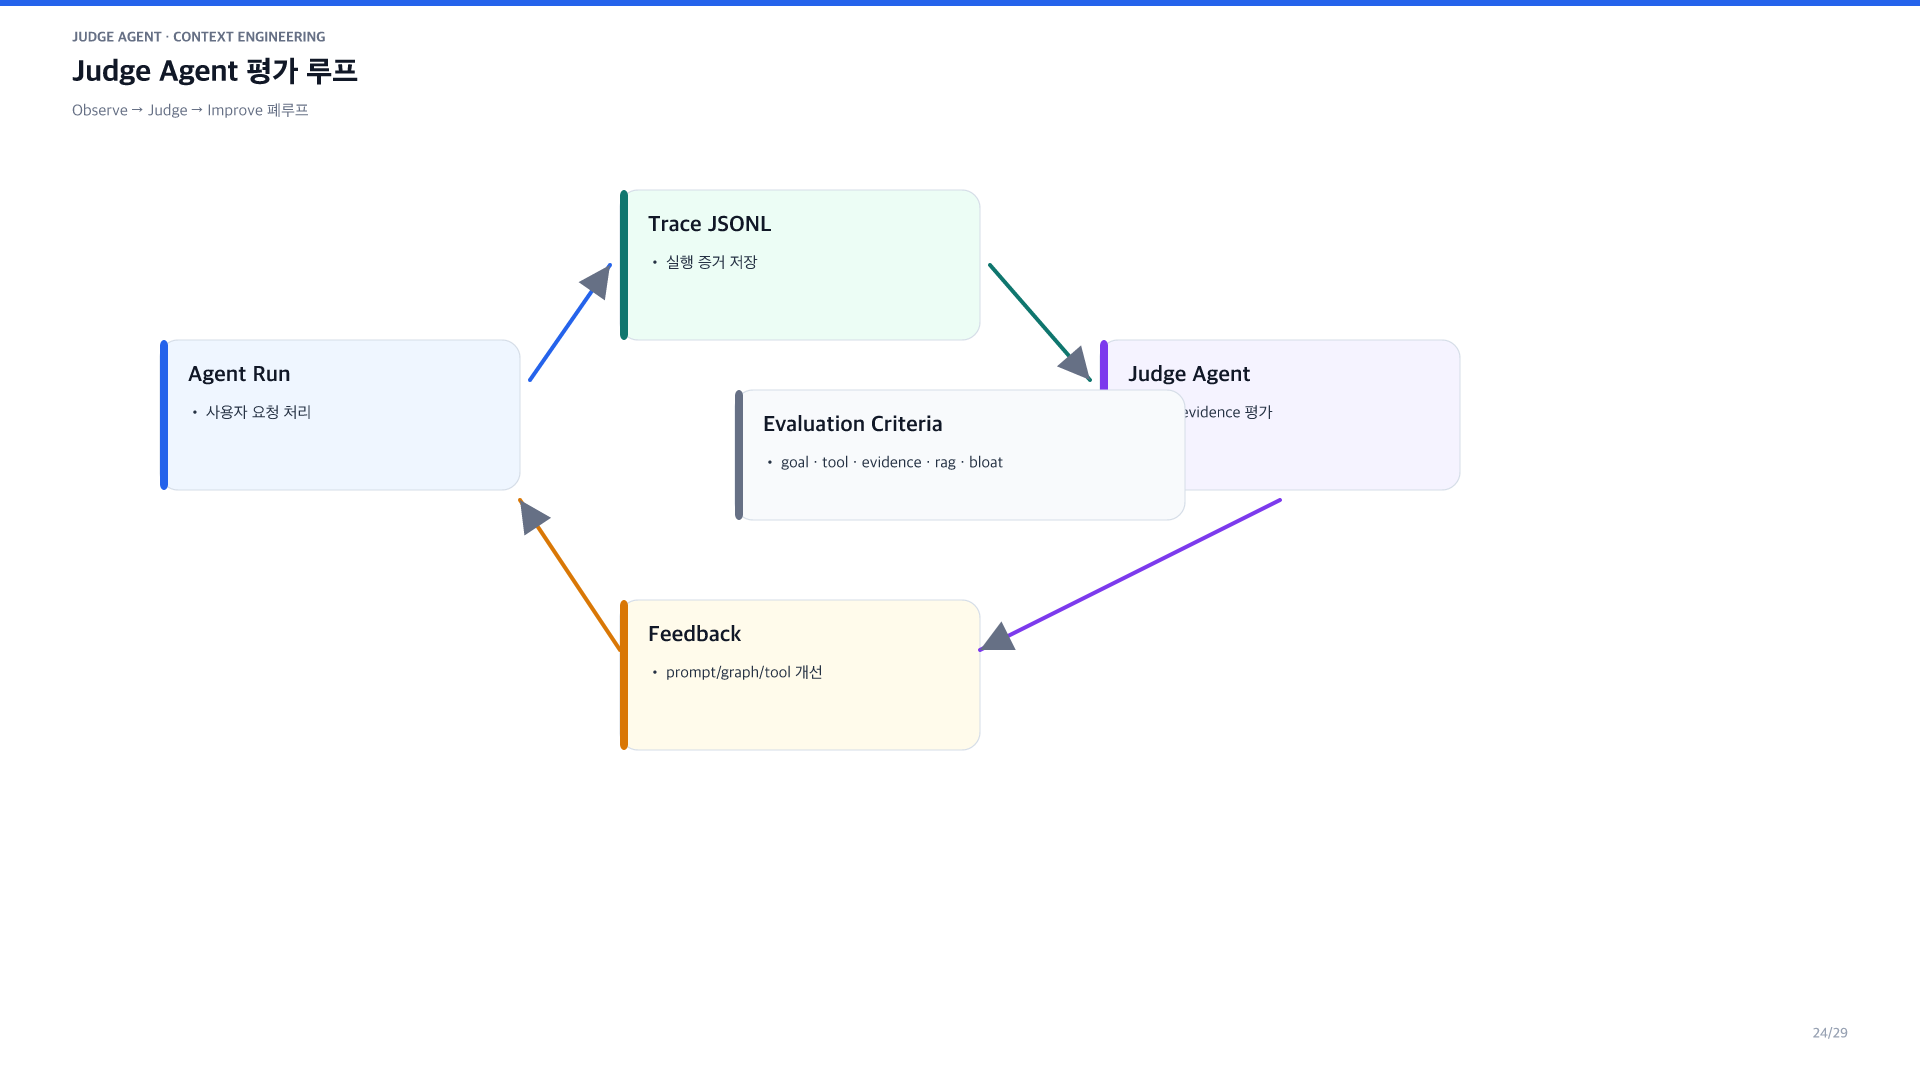 JUDGE AGENT · CONTEXT ENGINEERING
Judge Agent 평가 루프
Observe → Judge → Improve 폐루프
Trace JSONL
• 실행 증거 저장
Agent Run
• 사용자 요청 처리
Judge Agent
evidence 평가
Evaluation Criteria
• goal · tool · evidence · rag · bloat
Feedback
• prompt/graph/tool 개선
24/29